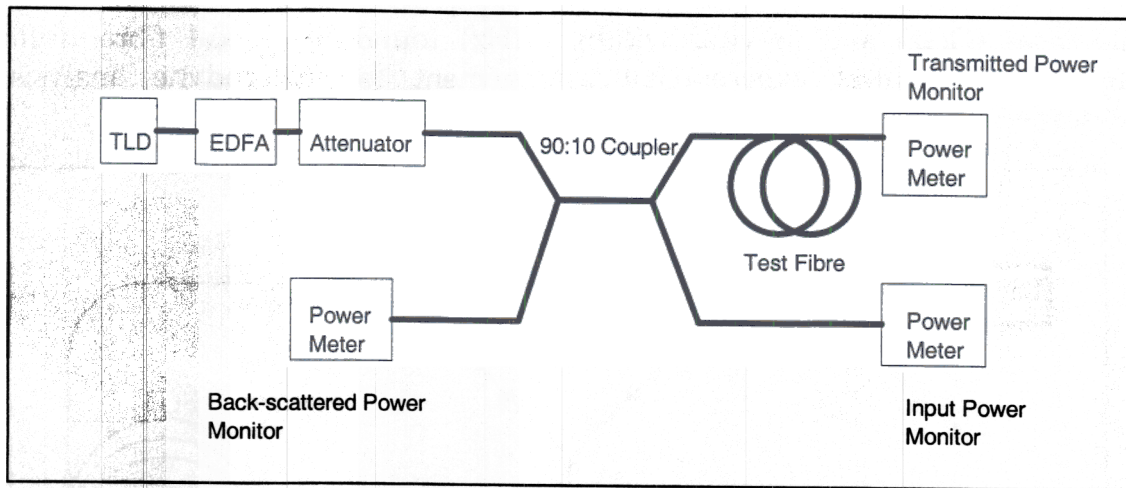 Transmitted Power
Monitor
TLD
EDFA
Attenuator
90:10 Coupler
Power
Meter
Test Fibre
Power
Meter
Power
Meter
Back-scattered Power
Monitor
Input Power
Monitor